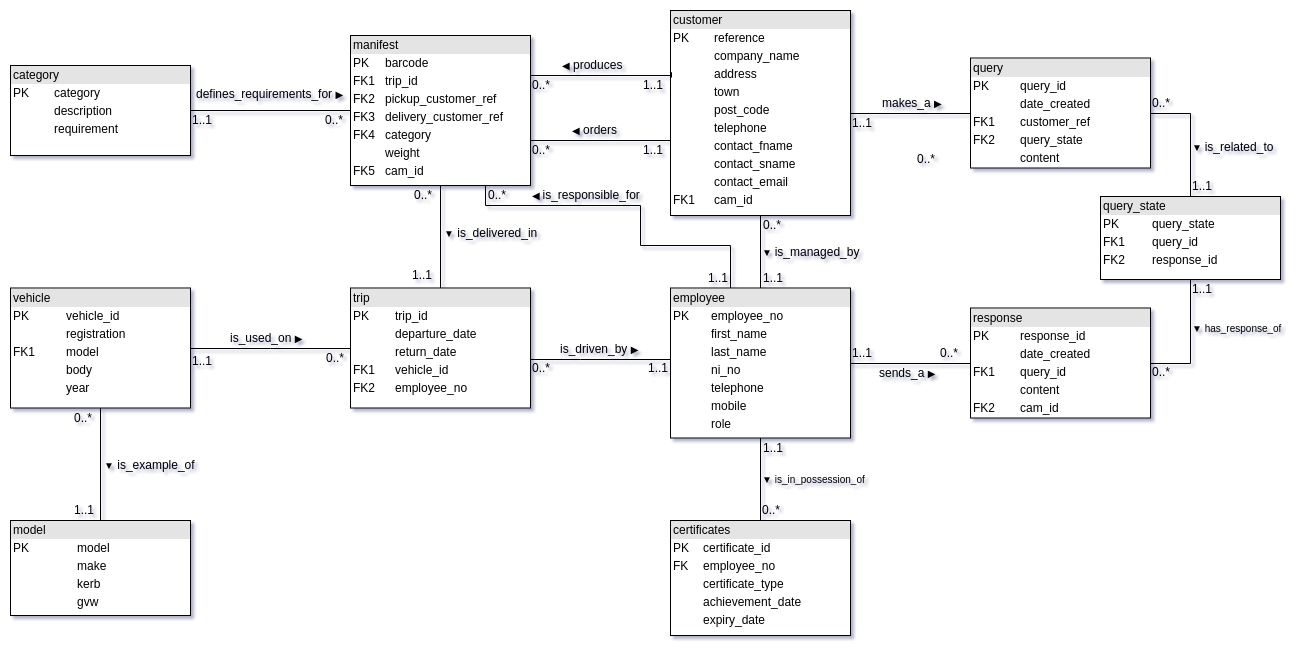 category
PK category
description
requirement
defines_requirements_for ►
1..1
0..*
manifest
PK barcode
FK1 trip_id
FK2 pickup_customer_ref
FK3 delivery_customer_ref
FK4 category
weight
FK5 cam_id
◄ produces
0..*
1..1
◄ orders
0..*
1..1
customer
PK reference
company_name
address
town
post_code
telephone
contact_fname
contact_sname
contact_email
FK1 cam_id
makes_a ►
1..1
0..*
query
PK query_id
date_created
FK1 customer_ref
FK2 query_state
content
0..*
▼ is_related_to
1..1
query_state
PK query_state
FK1 query_id
FK2 response_id
1..1
▼ has_response_of
0..*
0..*
▼ is_delivered_in
1..1
0..*
◄ is_responsible_for
1..1
0..*
▼ is_managed_by
1..1
vehicle
PK vehicle_id
registration
FK1 model
body
year
is_used_on ►
1..1
0..*
trip
PK trip_id
departure_date
return_date
FK1 vehicle_id
FK2 employee_no
is_driven_by ►
0..*
1..1
employee
PK employee_no
first_name
last_name
ni_no
telephone
mobile
role
1..1
0..*
sends_a ►
response
PK response_id
date_created
FK1 query_id
content
FK2 cam_id
0..*
▼ is_example_of
1..1
model
PK model
make
kerb
gvw
1..1
▼ is_in_possession_of
0..*
certificates
PK certificate_id
FK employee_no
certificate_type
achievement_date
expiry_date